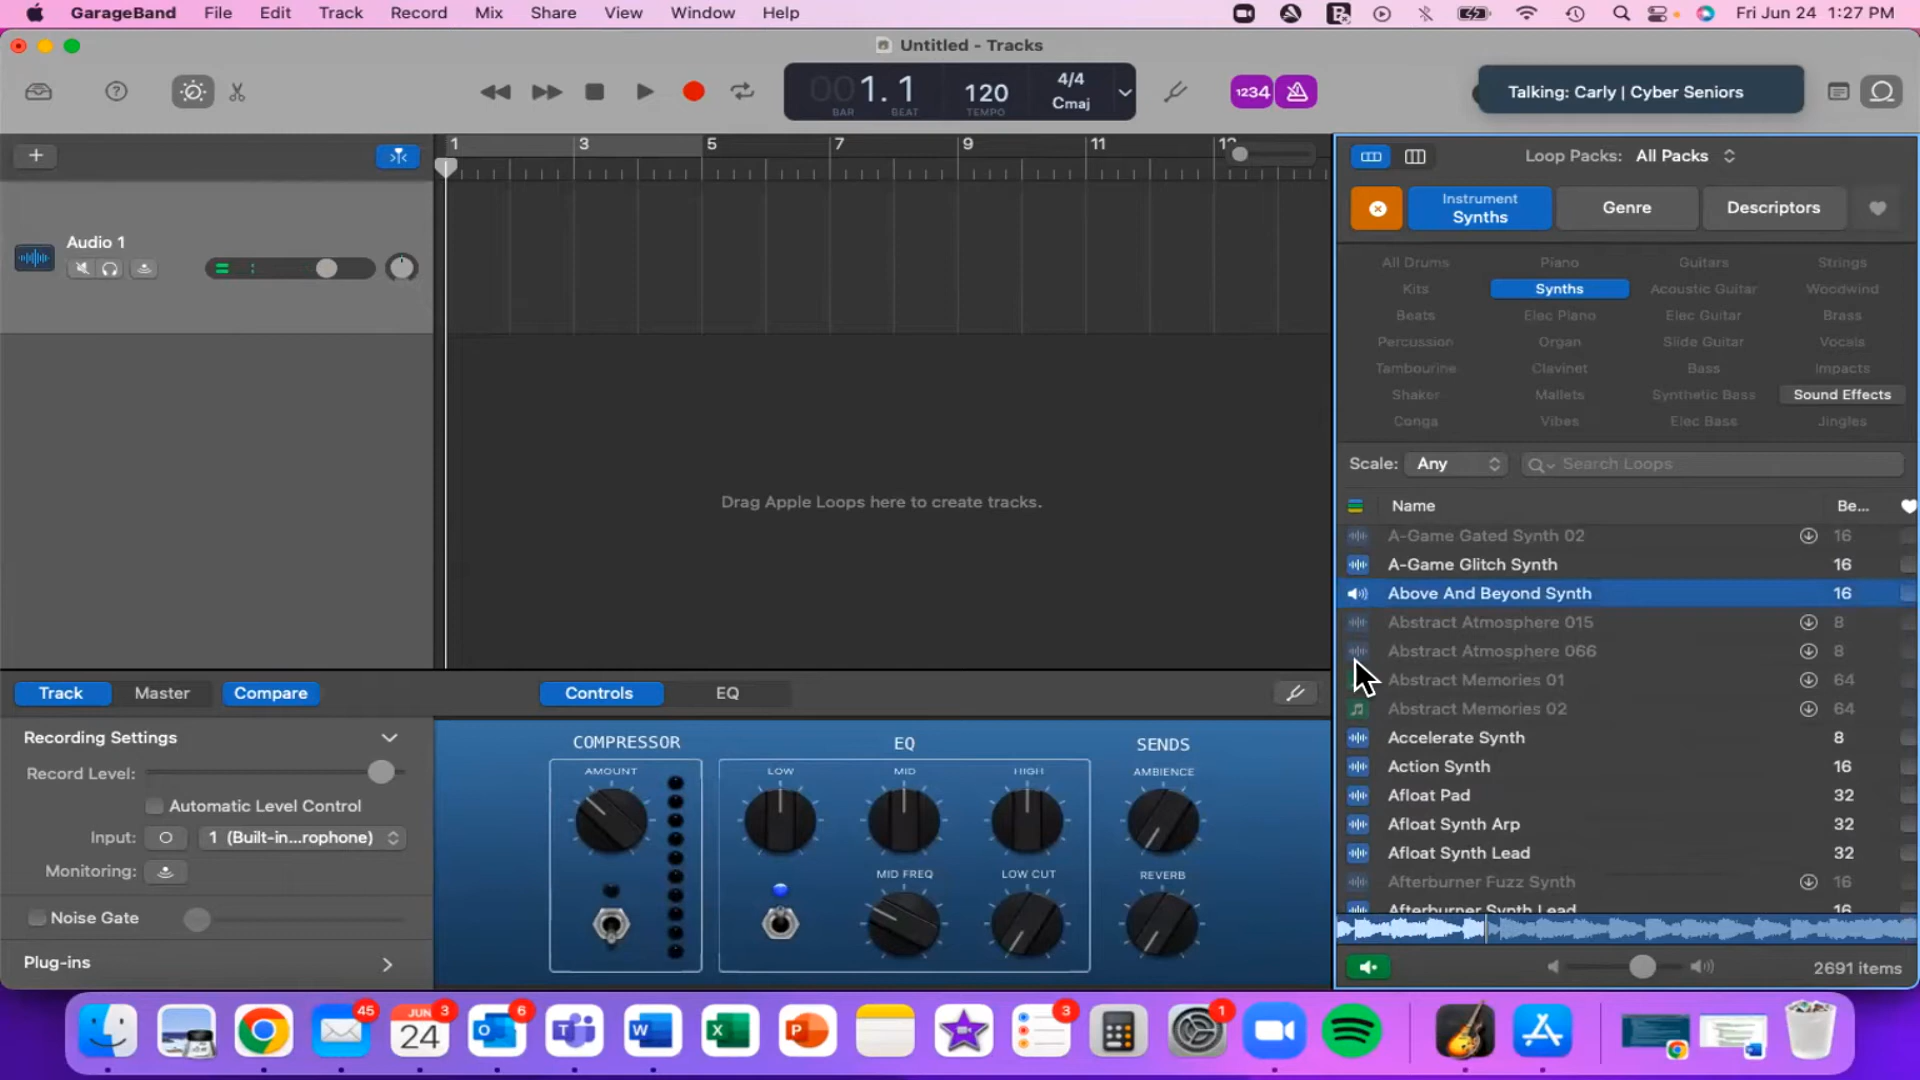 GarageBand File Edit Track Record Mix Share View Window Help Fri Jun 24 1:27 PM
Untitled - Tracks
001.1 120 4/4 Cmaj
BAR BEAT TEMPO
1234
Talking: Carly | Cyber Seniors
1 3 5 7 9 11
Audio 1
Drag Apple Loops here to create tracks.
Loop Packs: All Packs
Instrument
Synths
Genre
Descriptors
All Drums Piano Guitars Strings
Kits Synths Acoustic Guitar Woodwind
Beats Elec Piano Elec Guitar Brass
Percussion Organ Slide Guitar Vocals
Tambourine Clavinet Bass Impacts
Shaker Mallets Synthetic Bass Sound Effects
Conga Vibes Elec Bass Jingles
Scale: Any Search Loops
Name Be...
A-Game Gated Synth 02 16
A-Game Glitch Synth 16
Above And Beyond Synth 16
Abstract Atmosphere 015 8
Abstract Atmosphere 066 8
Abstract Memories 01 64
Abstract Memories 02 64
Accelerate Synth 8
Action Synth 16
Afloat Pad 32
Afloat Synth Arp 32
Afloat Synth Lead 32
Afterburner Fuzz Synth 16
Afterburner Synth Lead 16
2691 items
Track Master Compare
Controls EQ
Recording Settings
Record Level:
Automatic Level Control
Input: 1 (Built-in...rophone)
Monitoring:
Noise Gate
Plug-ins
COMPRESSOR EQ SENDS
AMOUNT LOW MID HIGH AMBIENCE
MID FREQ LOW CUT REVERB
45 JUN 3 6 3 1
24